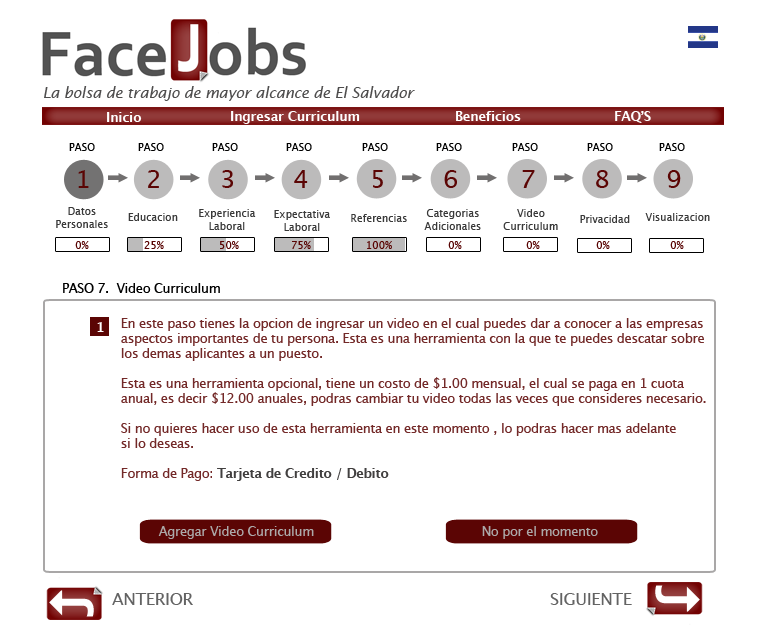 FaceJobs
La bolsa de trabajo de mayor alcance de El Salvador
Inicio Ingresar Curriculum Beneficios FAQ'S
PASO PASO PASO PASO PASO PASO PASO PASO PASO
1 2 3 4 5 6 7 8 9
Datos Personales Educacion Experiencia Laboral Expectativa Laboral Referencias Categorias Adicionales Video Curriculum Privacidad Visualizacion
0% 25% 50% 75% 100% 0% 0% 0% 0%
PASO 7. Video Curriculum
1 En este paso tienes la opcion de ingresar un video en el cual puedes dar a conocer a las empresas
aspectos importantes de tu persona. Esta es una herramienta con la que te puedes descatar sobre
los demas aplicantes a un puesto.
Esta es una herramienta opcional, tiene un costo de $1.00 mensual, el cual se paga en 1 cuota
anual, es decir $12.00 anuales, podras cambiar tu video todas las veces que consideres necesario.
Si no quieres hacer uso de esta herramienta en este momento , lo podras hacer mas adelante
si lo deseas.
Forma de Pago: Tarjeta de Credito / Debito
Agregar Video Curriculum No por el momento
ANTERIOR SIGUIENTE